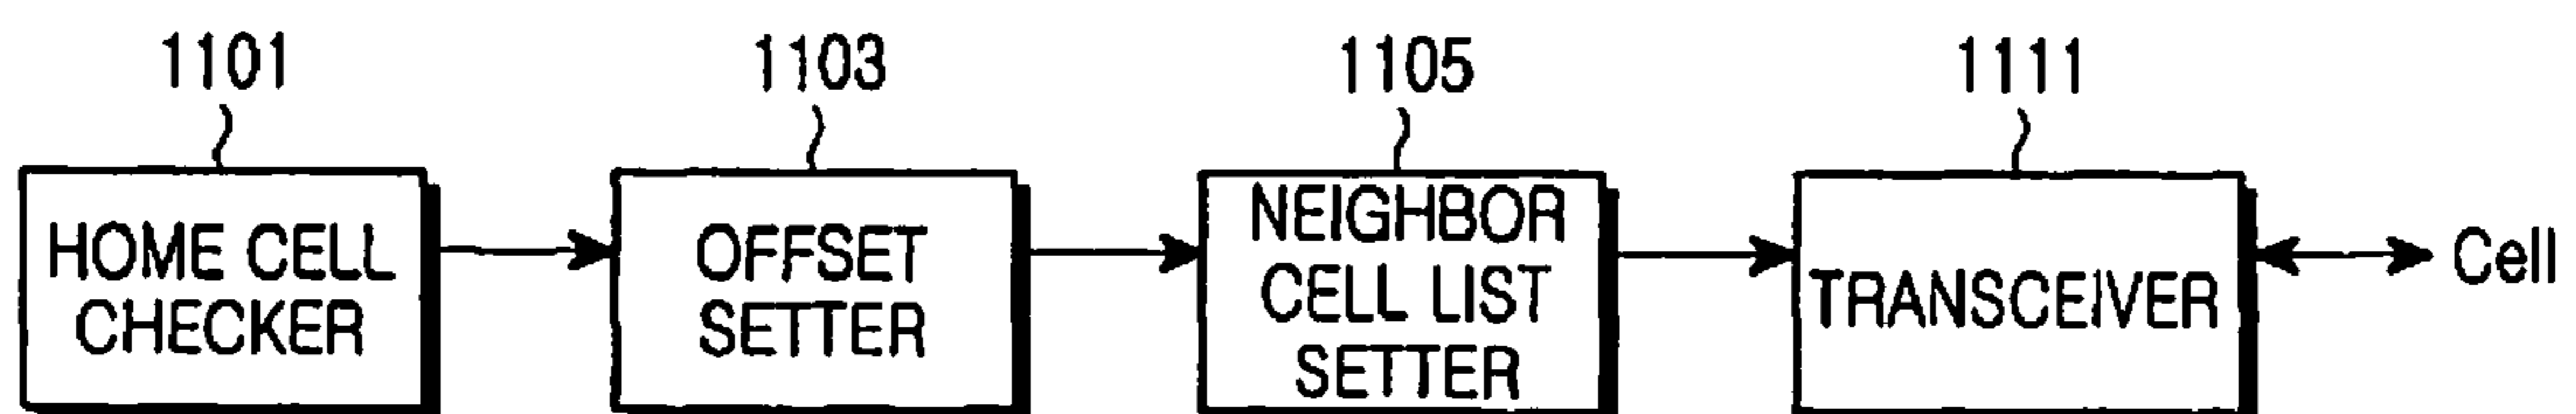 1101
1103
1105
1111
HOME CELL
CHECKER
OFFSET
SETTER
NEIGHBOR
CELL LIST
SETTER
TRANSCEIVER
Cell